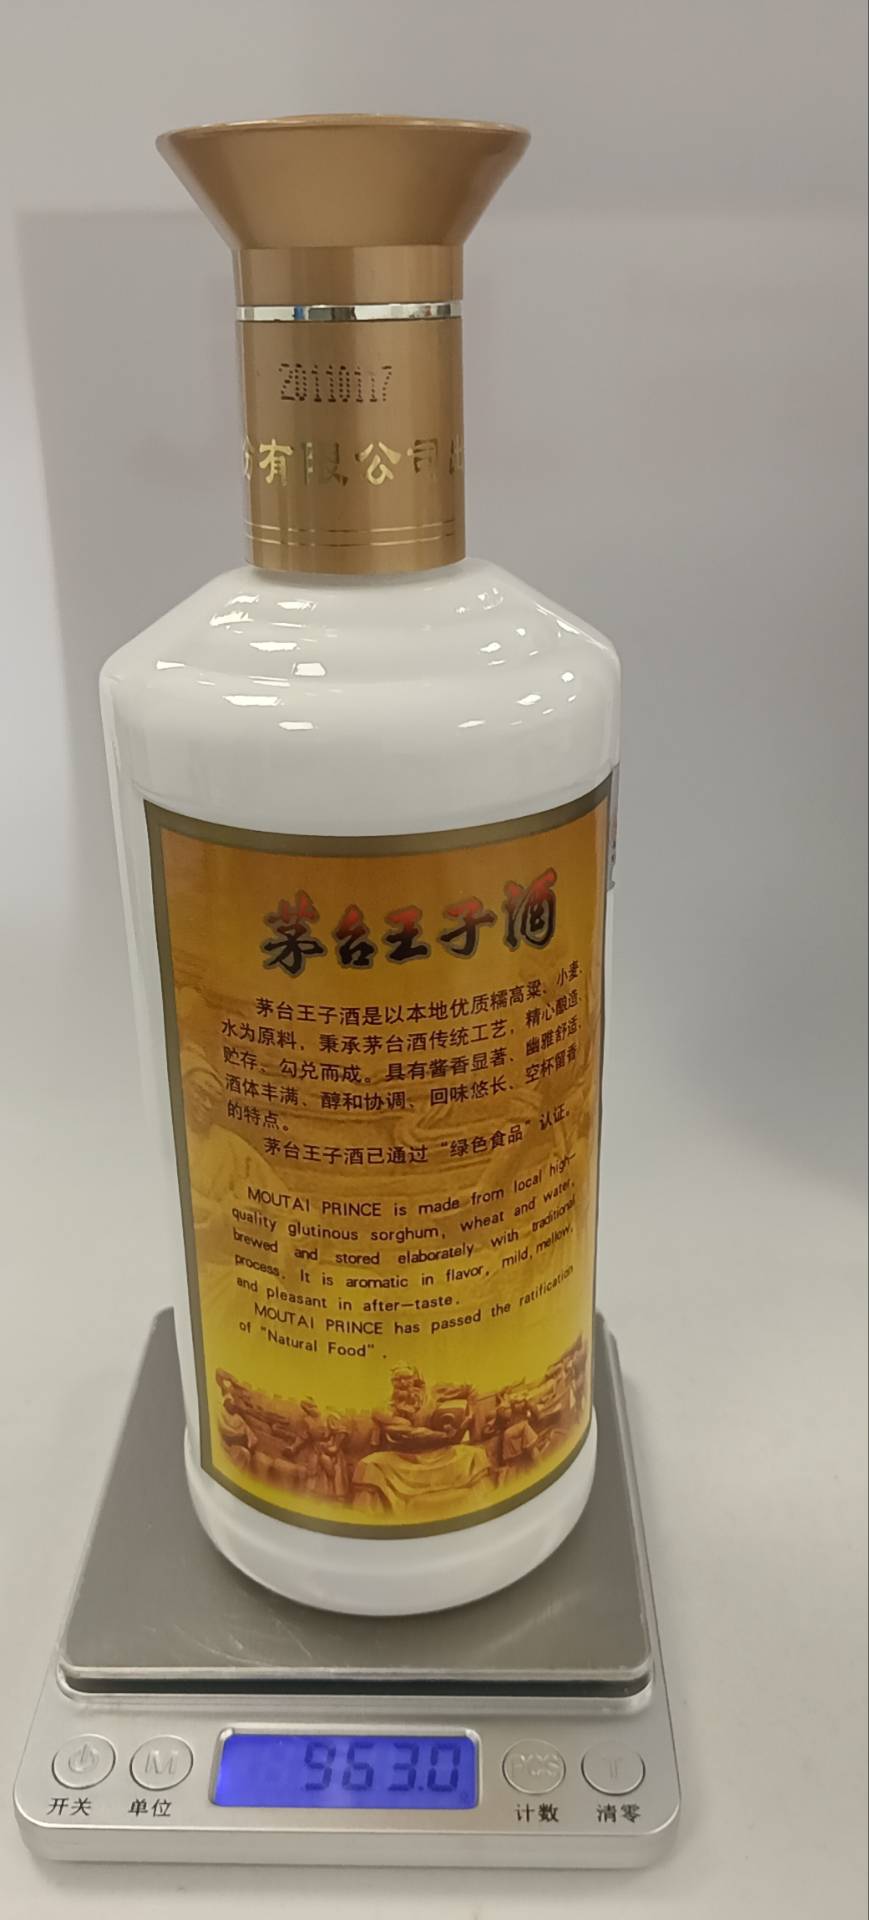 20110117
份有限公司出
茅台王子酒
茅台王子酒是以本地优质糯高粱、小麦、
水为原料，秉承茅台酒传统工艺，精心酿造、
贮存、勾兑而成。具有酱香显著、幽雅舒适、
酒体丰满、醇和协调、回味悠长、空杯留香
的特点。
茅台王子酒已通过“绿色食品”认证。
MOUTAI PRINCE is made from local high—
quality glutinous sorghum, wheat and water,
brewed and stored elaborately with traditional
process. It is aromatic in flavor, mild, mellow,
and pleasant in after—taste.
MOUTAI PRINCE has passed the ratification
of "Natural Food".
963.0
M PCS T
开关 单位 计数 清零